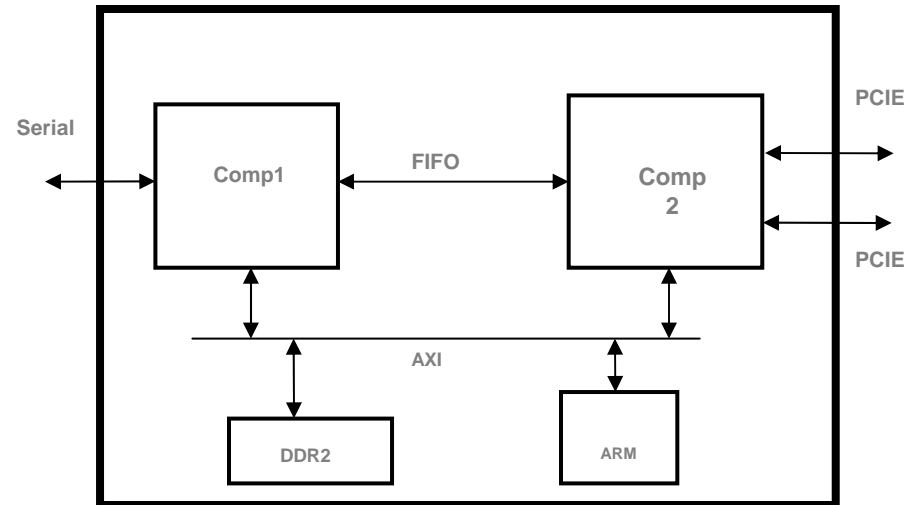 PCIE
Serial
FIFO
Comp1
Comp
2
PCIE
AXI
DDR2
ARM